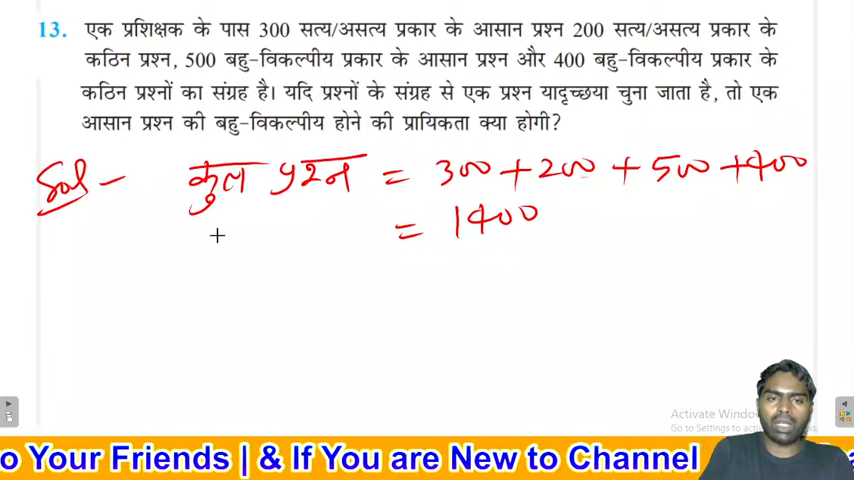 13. एक प्रशिक्षक के पास 300 सत्य/असत्य प्रकार के आसान प्रश्न 200 सत्य/असत्य प्रकार के
कठिन प्रश्न, 500 बहु-विकल्पीय प्रकार के आसान प्रश्न और 400 बहु-विकल्पीय प्रकार के
कठिन प्रश्नों का संग्रह है। यदि प्रश्नों के संग्रह से एक प्रश्न यादृच्छया चुना जाता है, तो एक
आसान प्रश्न की बहु-विकल्पीय होने की प्रायिकता क्या होगी?
Sol - कुल प्रश्न = 300 + 200 + 500 + 400
= 1400
Activate Windo
Go to Settings to activate
o Your Friends | & If You are New to Channel